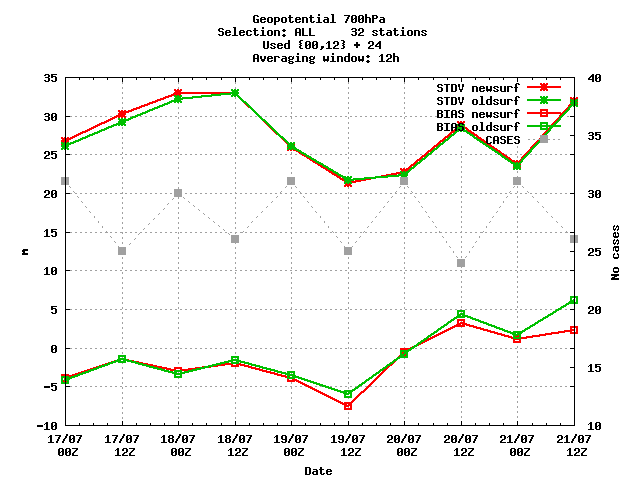 Geopotential 700hPa
Selection: ALL 32 stations
Used {00,12} + 24
Averaging window: 12h
35 40
STDV newsurf
STDV oldsurf
BIAS newsurf
BIAS oldsurf
CASES
30
25
20
15
10
5
0
-5
-10
m
35
30
25
20
15
10
No cases
17/07 17/07 18/07 18/07 19/07 19/07 20/07 20/07 21/07 21/07
00Z 12Z 00Z 12Z 00Z 12Z 00Z 12Z 00Z 12Z
Date